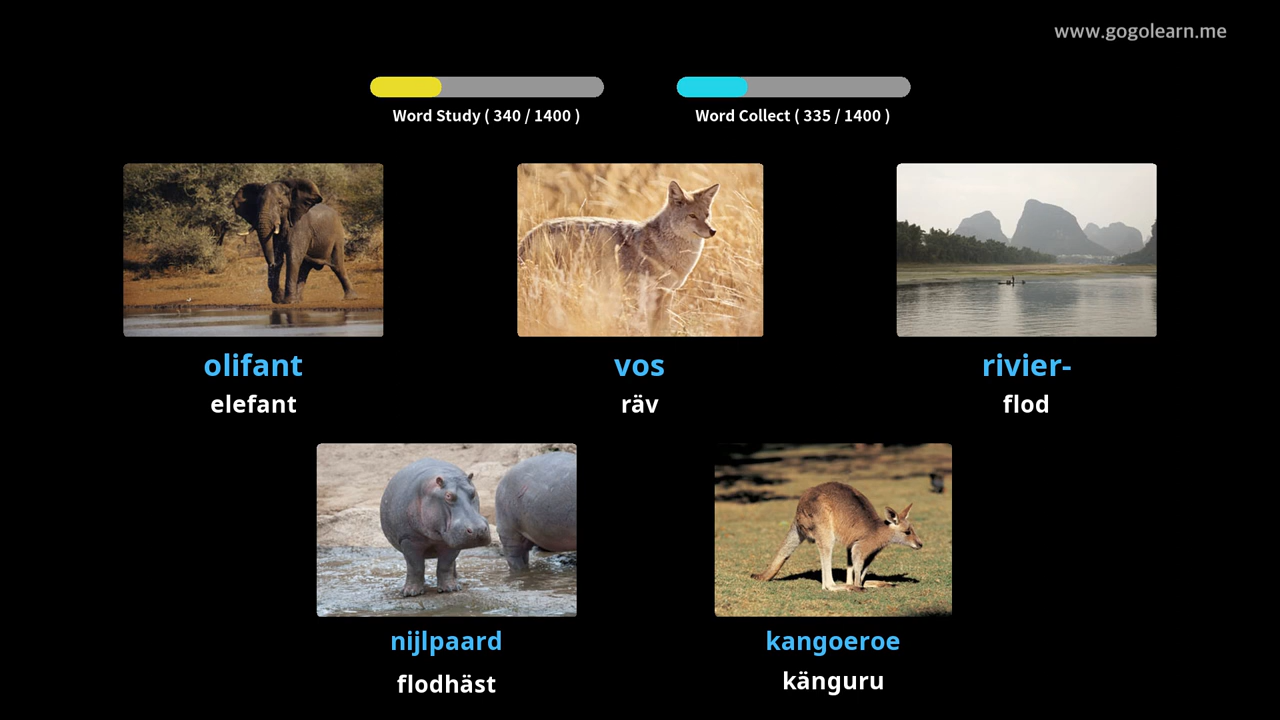 www.gogolearn.me
Word Study ( 340 / 1400 )
Word Collect ( 335 / 1400 )
olifant
elefant
vos
räv
rivier-
flod
nijlpaard
flodhäst
kangoeroe
känguru